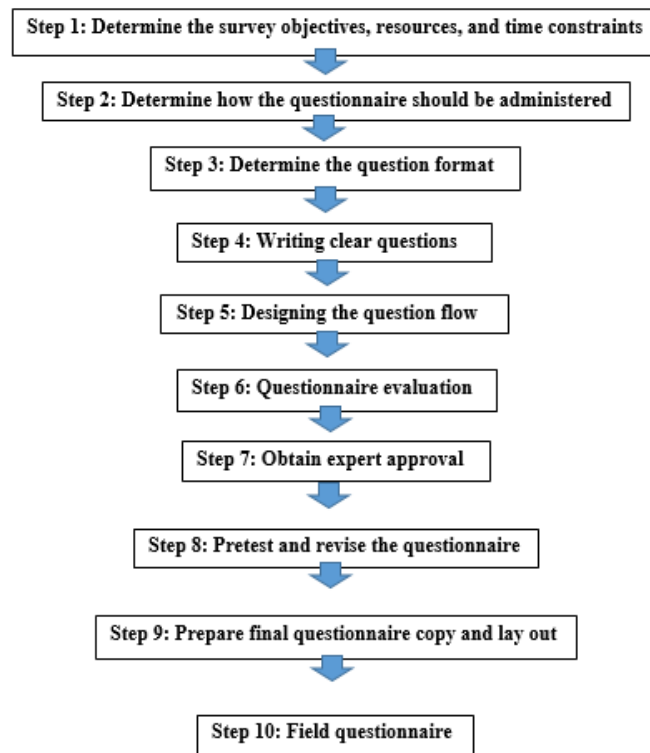 Step 1: Determine the survey objectives, resources, and time constraints
Step 2: Determine how the questionnaire should be administered
Step 3: Determine the question format
Step 4: Writing clear questions
Step 5: Designing the question flow
Step 6: Questionnaire evaluation
Step 7: Obtain expert approval
Step 8: Pretest and revise the questionnaire
Step 9: Prepare final questionnaire copy and lay out
Step 10: Field questionnaire